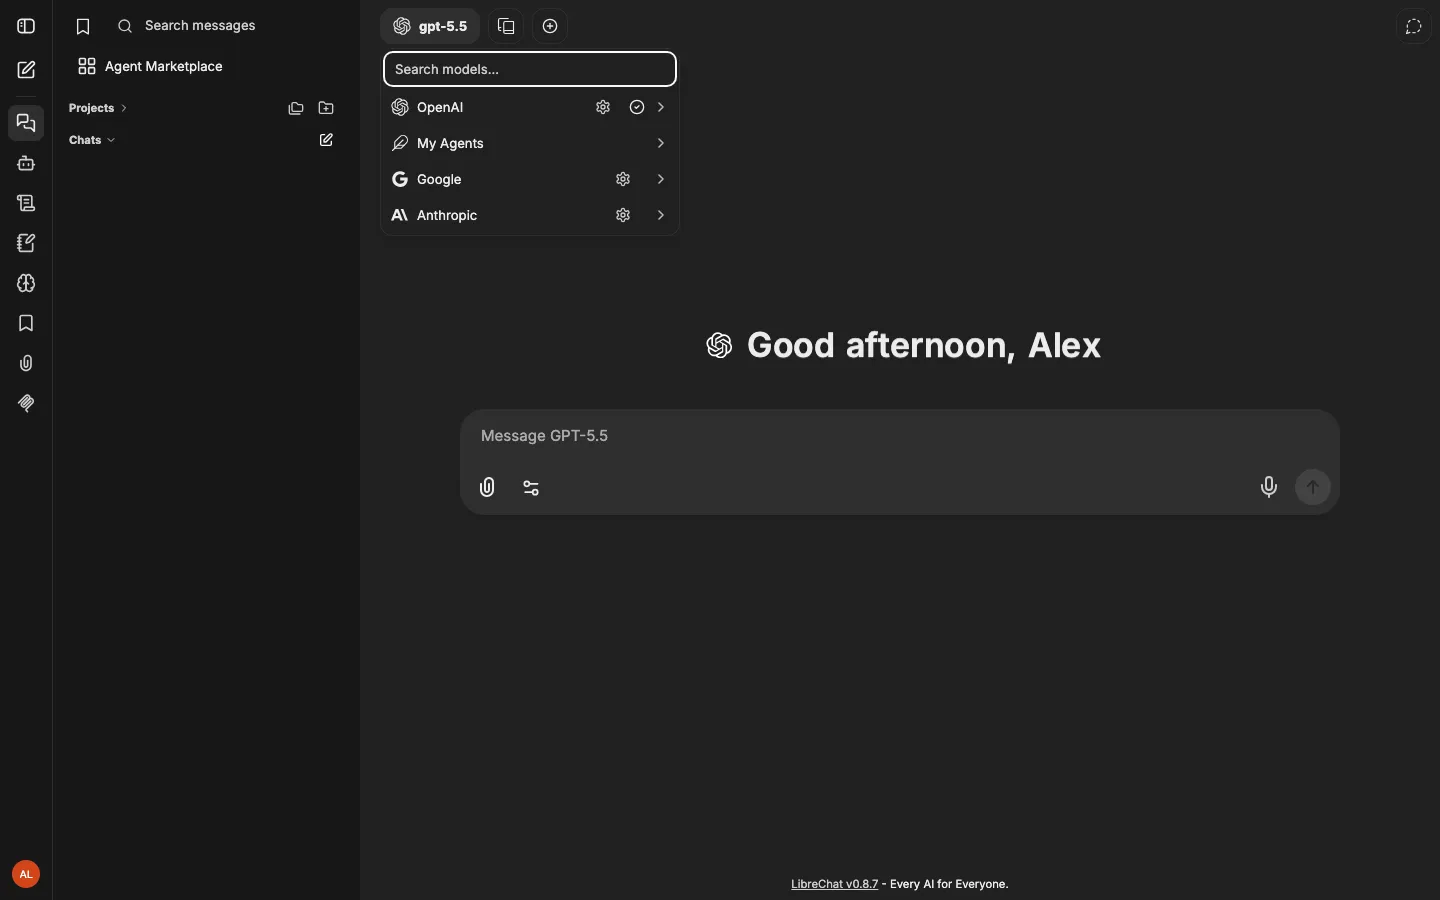 Search messages
gpt-5.5
Agent Marketplace
Search models...
Projects
OpenAI
Chats
My Agents
Google
Anthropic
Good afternoon, Alex
Message GPT-5.5
AL
LibreChat v0.8.7 - Every AI for Everyone.